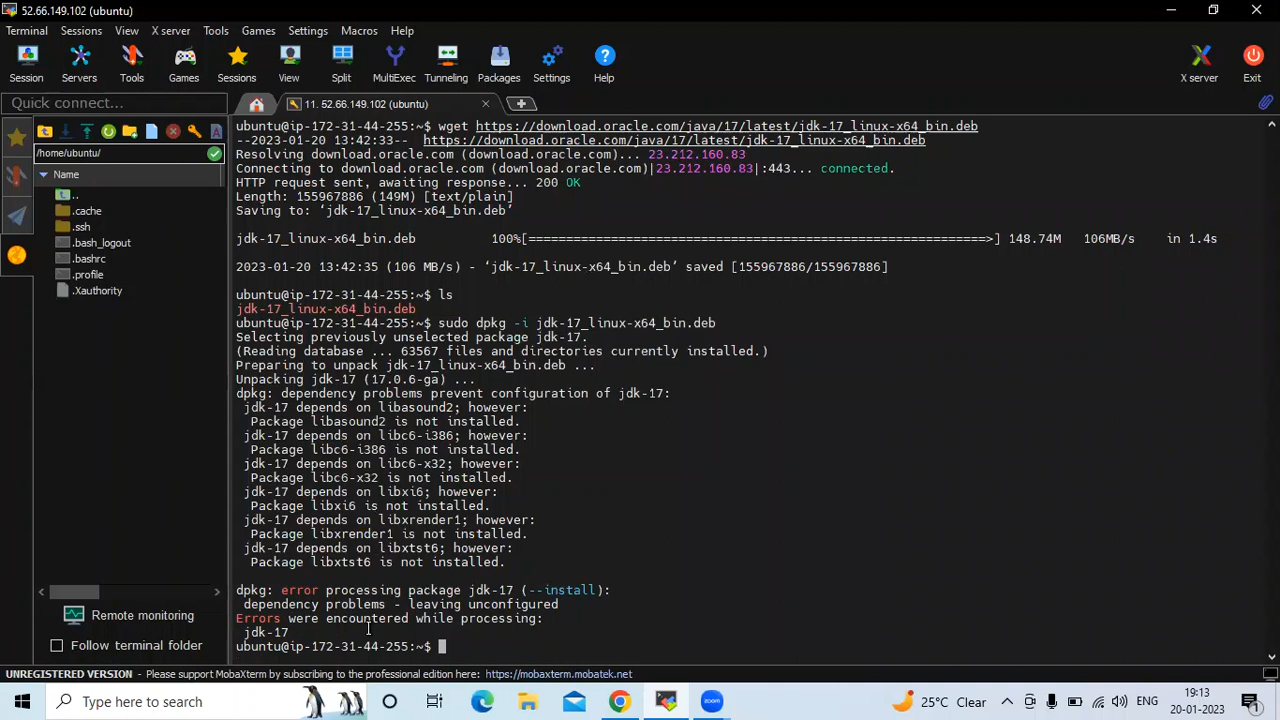 52.66.149.102 (ubuntu)
Terminal Sessions View X server Tools Games Settings Macros Help
Session Servers Tools Games Sessions View Split MultiExec Tunneling Packages Settings Help X server Exit
Quick connect...
11. 52.66.149.102 (ubuntu)
/home/ubuntu/
Name
..
.cache
.ssh
.bash_logout
.bashrc
.profile
.Xauthority
Remote monitoring
Follow terminal folder
ubuntu@ip-172-31-44-255:~$ wget https://download.oracle.com/java/17/latest/jdk-17_linux-x64_bin.deb
--2023-01-20 13:42:33-- https://download.oracle.com/java/17/latest/jdk-17_linux-x64_bin.deb
Resolving download.oracle.com (download.oracle.com)... 23.212.160.83
Connecting to download.oracle.com (download.oracle.com)|23.212.160.83|:443... connected.
HTTP request sent, awaiting response... 200 OK
Length: 155967886 (149M) [text/plain]
Saving to: ‘jdk-17_linux-x64_bin.deb’
jdk-17_linux-x64_bin.deb 100%[=============================================================>] 148.74M 106MB/s in 1.4s
2023-01-20 13:42:35 (106 MB/s) - ‘jdk-17_linux-x64_bin.deb’ saved [155967886/155967886]
ubuntu@ip-172-31-44-255:~$ ls
jdk-17_linux-x64_bin.deb
ubuntu@ip-172-31-44-255:~$ sudo dpkg -i jdk-17_linux-x64_bin.deb
Selecting previously unselected package jdk-17.
(Reading database ... 63567 files and directories currently installed.)
Preparing to unpack jdk-17_linux-x64_bin.deb ...
Unpacking jdk-17 (17.0.6-ga) ...
dpkg: dependency problems prevent configuration of jdk-17:
jdk-17 depends on libasound2; however:
Package libasound2 is not installed.
jdk-17 depends on libc6-i386; however:
Package libc6-i386 is not installed.
jdk-17 depends on libc6-x32; however:
Package libc6-x32 is not installed.
jdk-17 depends on libxi6; however:
Package libxi6 is not installed.
jdk-17 depends on libxrender1; however:
Package libxrender1 is not installed.
jdk-17 depends on libxtst6; however:
Package libxtst6 is not installed.
dpkg: error processing package jdk-17 (--install):
dependency problems - leaving unconfigured
Errors were encountered while processing:
jdk-17
ubuntu@ip-172-31-44-255:~$
UNREGISTERED VERSION - Please support MobaXterm by subscribing to the professional edition here: https://mobaxterm.mobatek.net
Type here to search
25°C Clear
ENG
19:13
20-01-2023
1